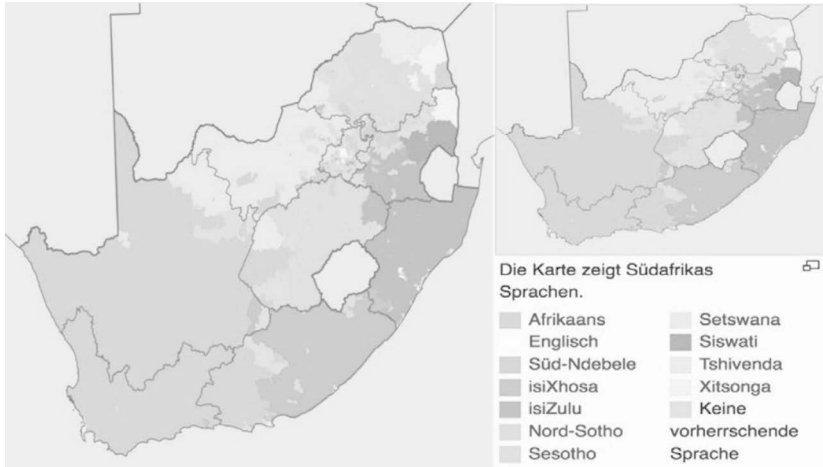 Die Karte zeigt Südafrikas
Sprachen.
Afrikaans
Englisch
Süd-Ndebele
isiXhosa
isiZulu
Nord-Sotho
Sesotho
Setswana
Siswati
Tshivenda
Xitsonga
Keine
vorherrschende
Sprache